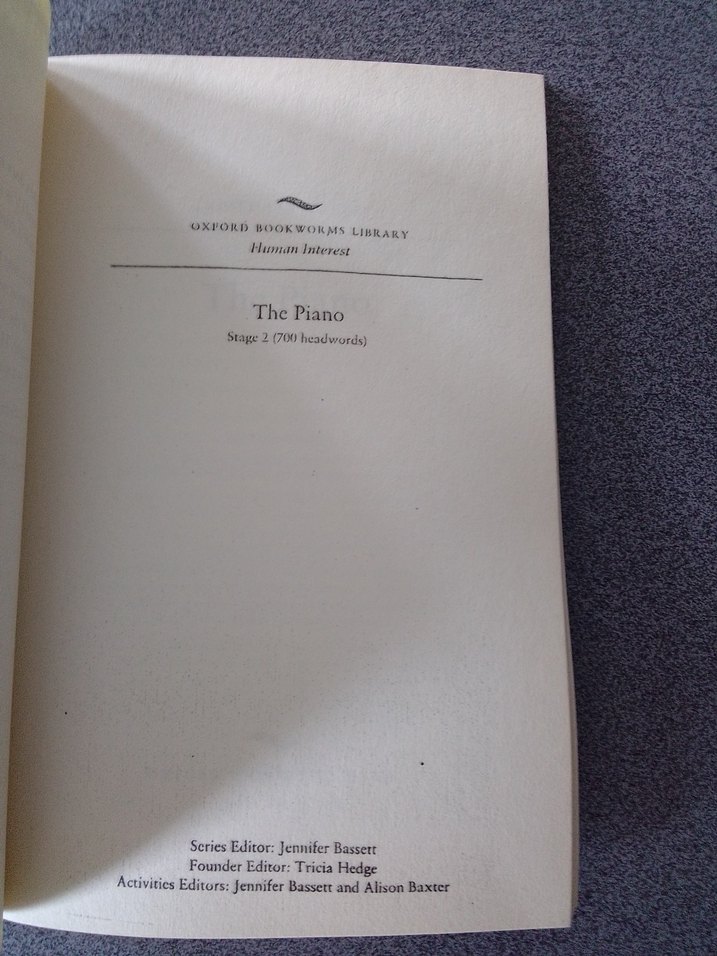 OXFORD BOOKWORMS LIBRARY
Human Interest
The Piano
Stage 2 (700 headwords)
Series Editor: Jennifer Bassett
Founder Editor: Tricia Hedge
Activities Editors: Jennifer Bassett and Alison Baxter